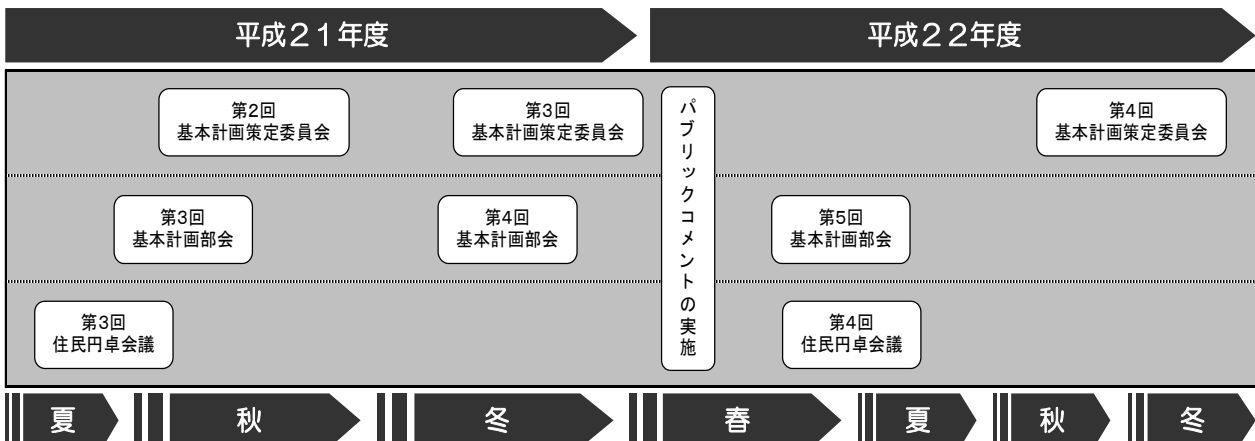 平成２１年度
平成２２年度
第2回
基本計画策定委員会
第3回
基本計画策定委員会
パブリックコメントの実施
第4回
基本計画策定委員会
第3回
基本計画部会
第4回
基本計画部会
第5回
基本計画部会
第3回
住民円卓会議
第4回
住民円卓会議
夏
秋
冬
春
夏
秋
冬